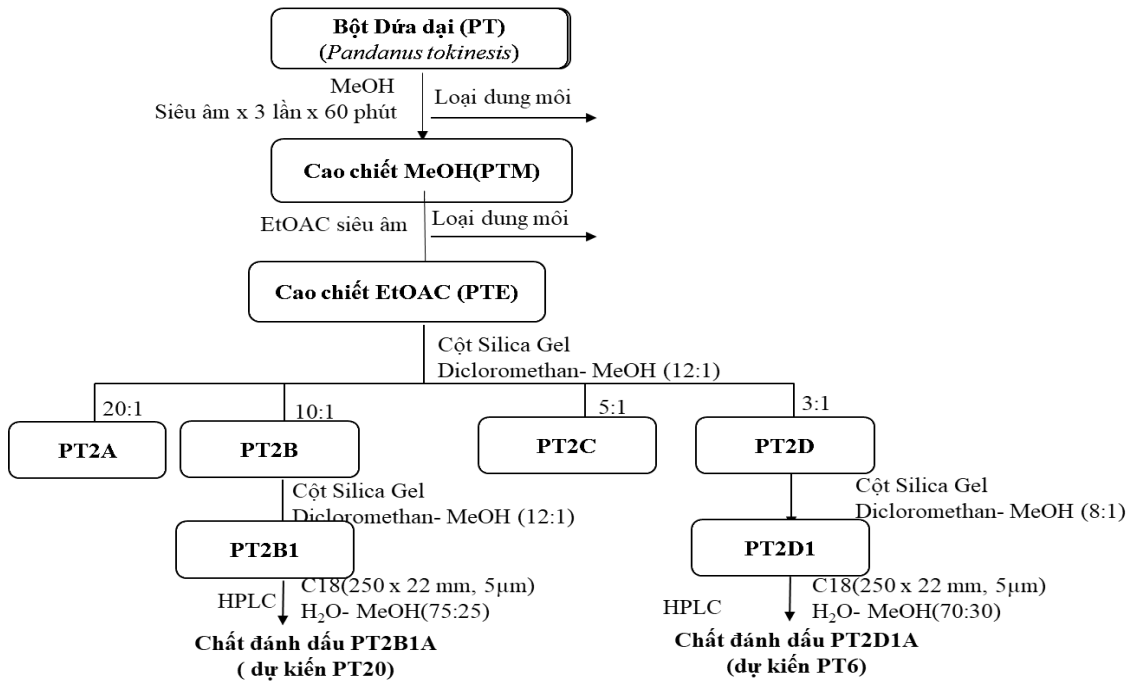 Bột Dứa dại (PT)
(Pandanus tokinesis)
MeOH
Siêu âm x 3 lần x 60 phút
Loại dung môi
Cao chiết MeOH(PTM)
EtOAC siêu âm
Loại dung môi
Cao chiết EtOAC (PTE)
Cột Silica Gel
Dicloromethan- MeOH (12:1)
20:1
10:1
5:1
3:1
PT2A
PT2B
PT2C
PT2D
Cột Silica Gel
Dicloromethan- MeOH (12:1)
Cột Silica Gel
Dicloromethan- MeOH (8:1)
PT2B1
PT2D1
HPLC
C18(250 x 22 mm, 5µm)
H₂O- MeOH(75:25)
HPLC
C18(250 x 22 mm, 5µm)
H₂O- MeOH(70:30)
Chất đánh dấu PT2B1A
( dự kiến PT20)
Chất đánh dấu PT2D1A
(dự kiến PT6)